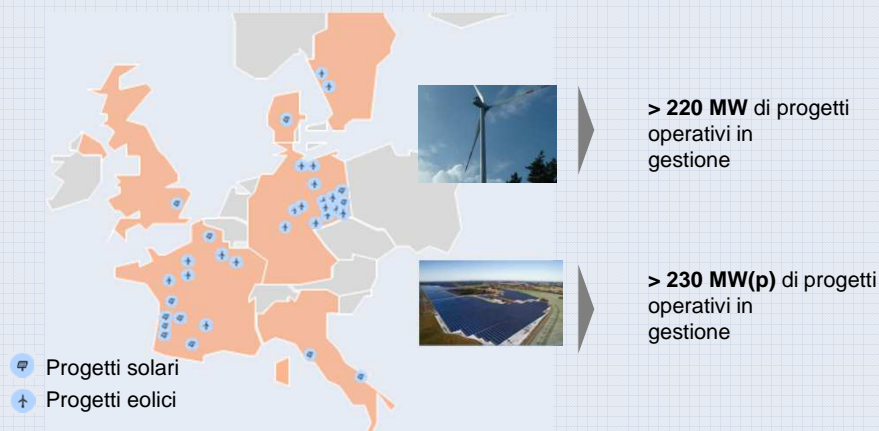 > 220 MW di progetti
operativi in
gestione
> 230 MW(p) di progetti
operativi in
gestione
Progetti solari
Progetti eolici